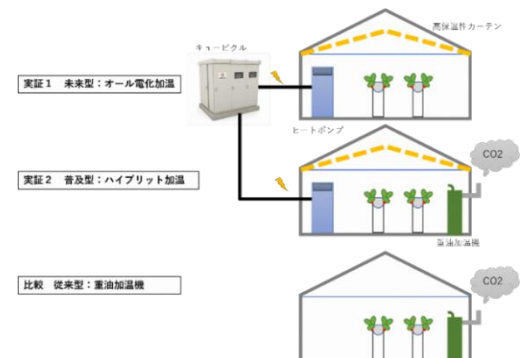 キュービクル
高保温性カーテン
実証1 未来型：オール電化加温
ヒートポンプ
CO2
実証2 普及型：ハイブリット加温
重油加温機
比較 従来型：重油加温機
CO2